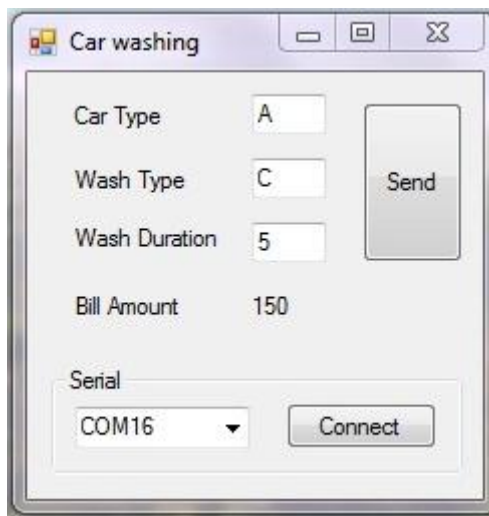 Car washing
Car Type A
Wash Type C
Send
Wash Duration 5
Bill Amount 150
Serial
COM16
Connect